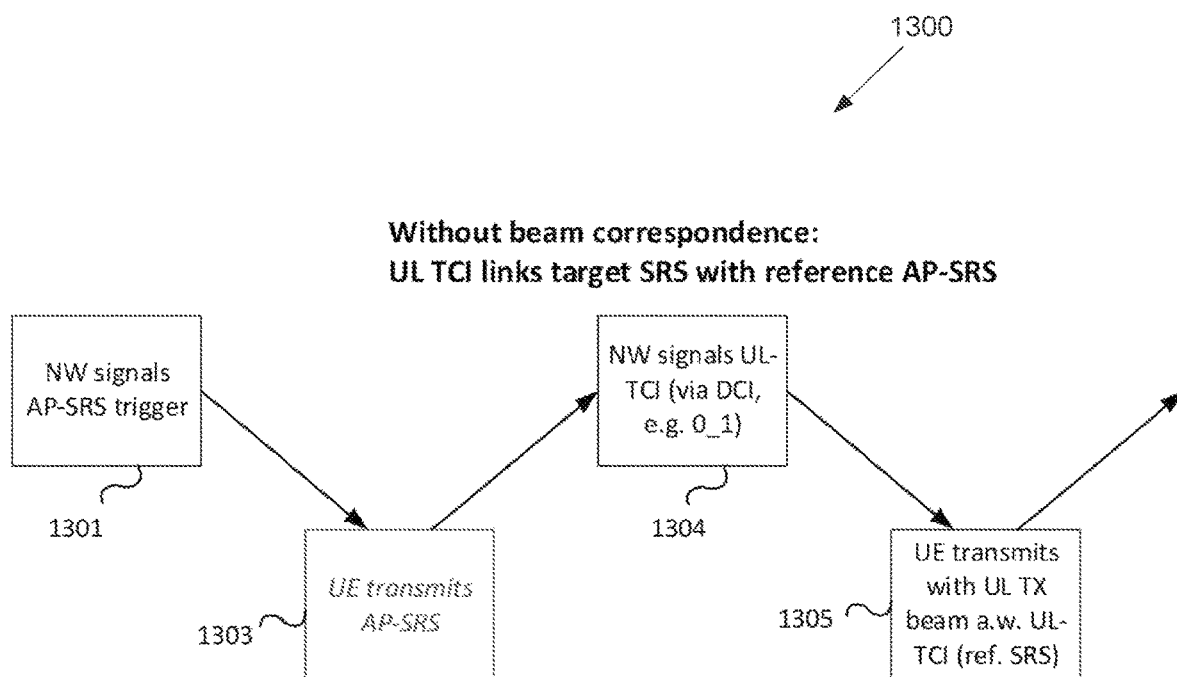 1300
Without beam correspondence:
UL TCI links target SRS with reference AP-SRS
NW signals
AP-SRS trigger
1301
UE transmits
AP-SRS
1303
NW signals UL-
TCI (via DCI,
e.g. 0_1)
1304
UE transmits
with UL TX
beam a.w. UL-
TCI (ref. SRS)
1305